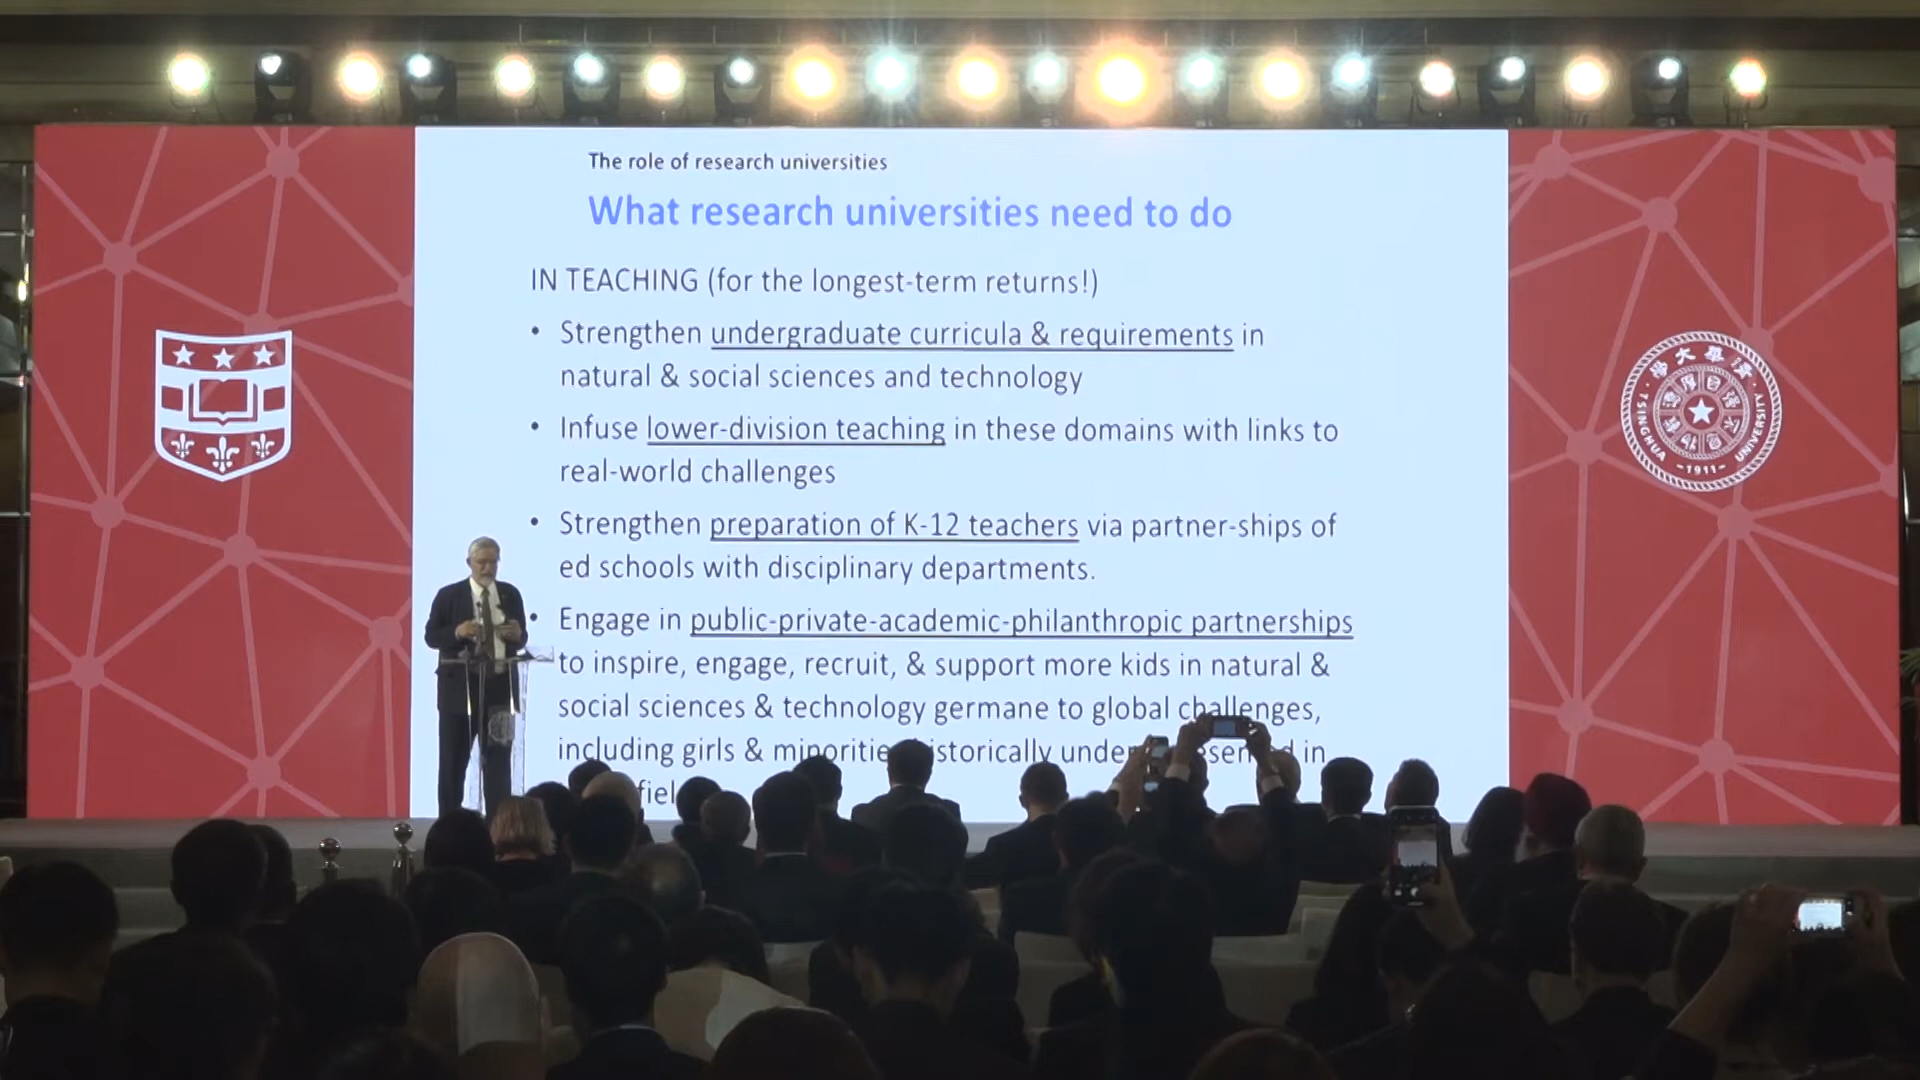 The role of research universities
What research universities need to do
IN TEACHING (for the longest-term returns!)
• Strengthen undergraduate curricula & requirements in
natural & social sciences and technology
• Infuse lower-division teaching in these domains with links to
real-world challenges
• Strengthen preparation of K-12 teachers via partner-ships of
ed schools with disciplinary departments.
• Engage in public-private-academic-philanthropic partnerships
to inspire, engage, recruit, & support more kids in natural &
social sciences & technology germane to global challenges,
including girls & in
TSINGHUA UNIVERSITY
-1911-